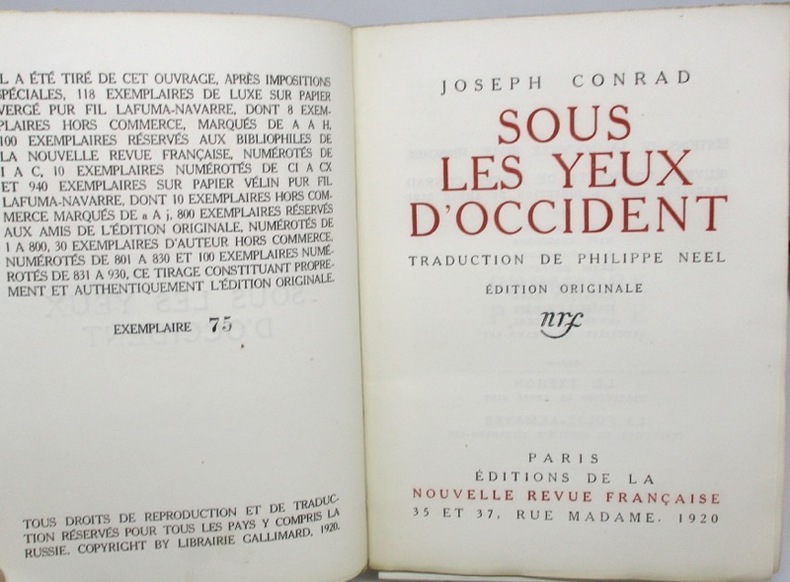 L A ÉTÉ TIRÉ DE CET OUVRAGE, APRÈS IMPOSITIONS
SPÉCIALES, 118 EXEMPLAIRES DE LUXE SUR PAPIER
VERGÉ PUR FIL LAFUMA-NAVARRE, DONT 8 EXEM-
PLAIRES HORS COMMERCE, MARQUÉS DE A A H,
100 EXEMPLAIRES RÉSERVÉS AUX BIBLIOPHILES DE
LA NOUVELLE REVUE FRANÇAISE, NUMÉROTÉS DE
I A C, 10 EXEMPLAIRES NUMÉROTÉS DE CI A CX
ET 940 EXEMPLAIRES SUR PAPIER VÉLIN PUR FIL
LAFUMA-NAVARRE, DONT 10 EXEMPLAIRES HORS COM-
MERCE MARQUÉS DE a A j, 800 EXEMPLAIRES RÉSERVÉS
AUX AMIS DE L'ÉDITION ORIGINALE, NUMÉROTÉS DE
1 A 800, 30 EXEMPLAIRES D'AUTEUR HORS COMMERCE,
NUMÉROTÉS DE 801 A 830 ET 100 EXEMPLAIRES NUMÉ-
ROTÉS DE 831 A 930, CE TIRAGE CONSTITUANT PROPRE-
MENT ET AUTHENTIQUEMENT L'ÉDITION ORIGINALE.
EXEMPLAIRE 75
TOUS DROITS DE REPRODUCTION ET DE TRADUC-
TION RÉSERVÉS POUR TOUS LES PAYS Y COMPRIS LA
RUSSIE. COPYRIGHT BY LIBRAIRIE GALLIMARD, 1920.
JOSEPH CONRAD
SOUS
LES YEUX
D'OCCIDENT
TRADUCTION DE PHILIPPE NEEL
ÉDITION ORIGINALE
nrf
PARIS
ÉDITIONS DE LA
NOUVELLE REVUE FRANÇAISE
35 ET 37, RUE MADAME. 1920